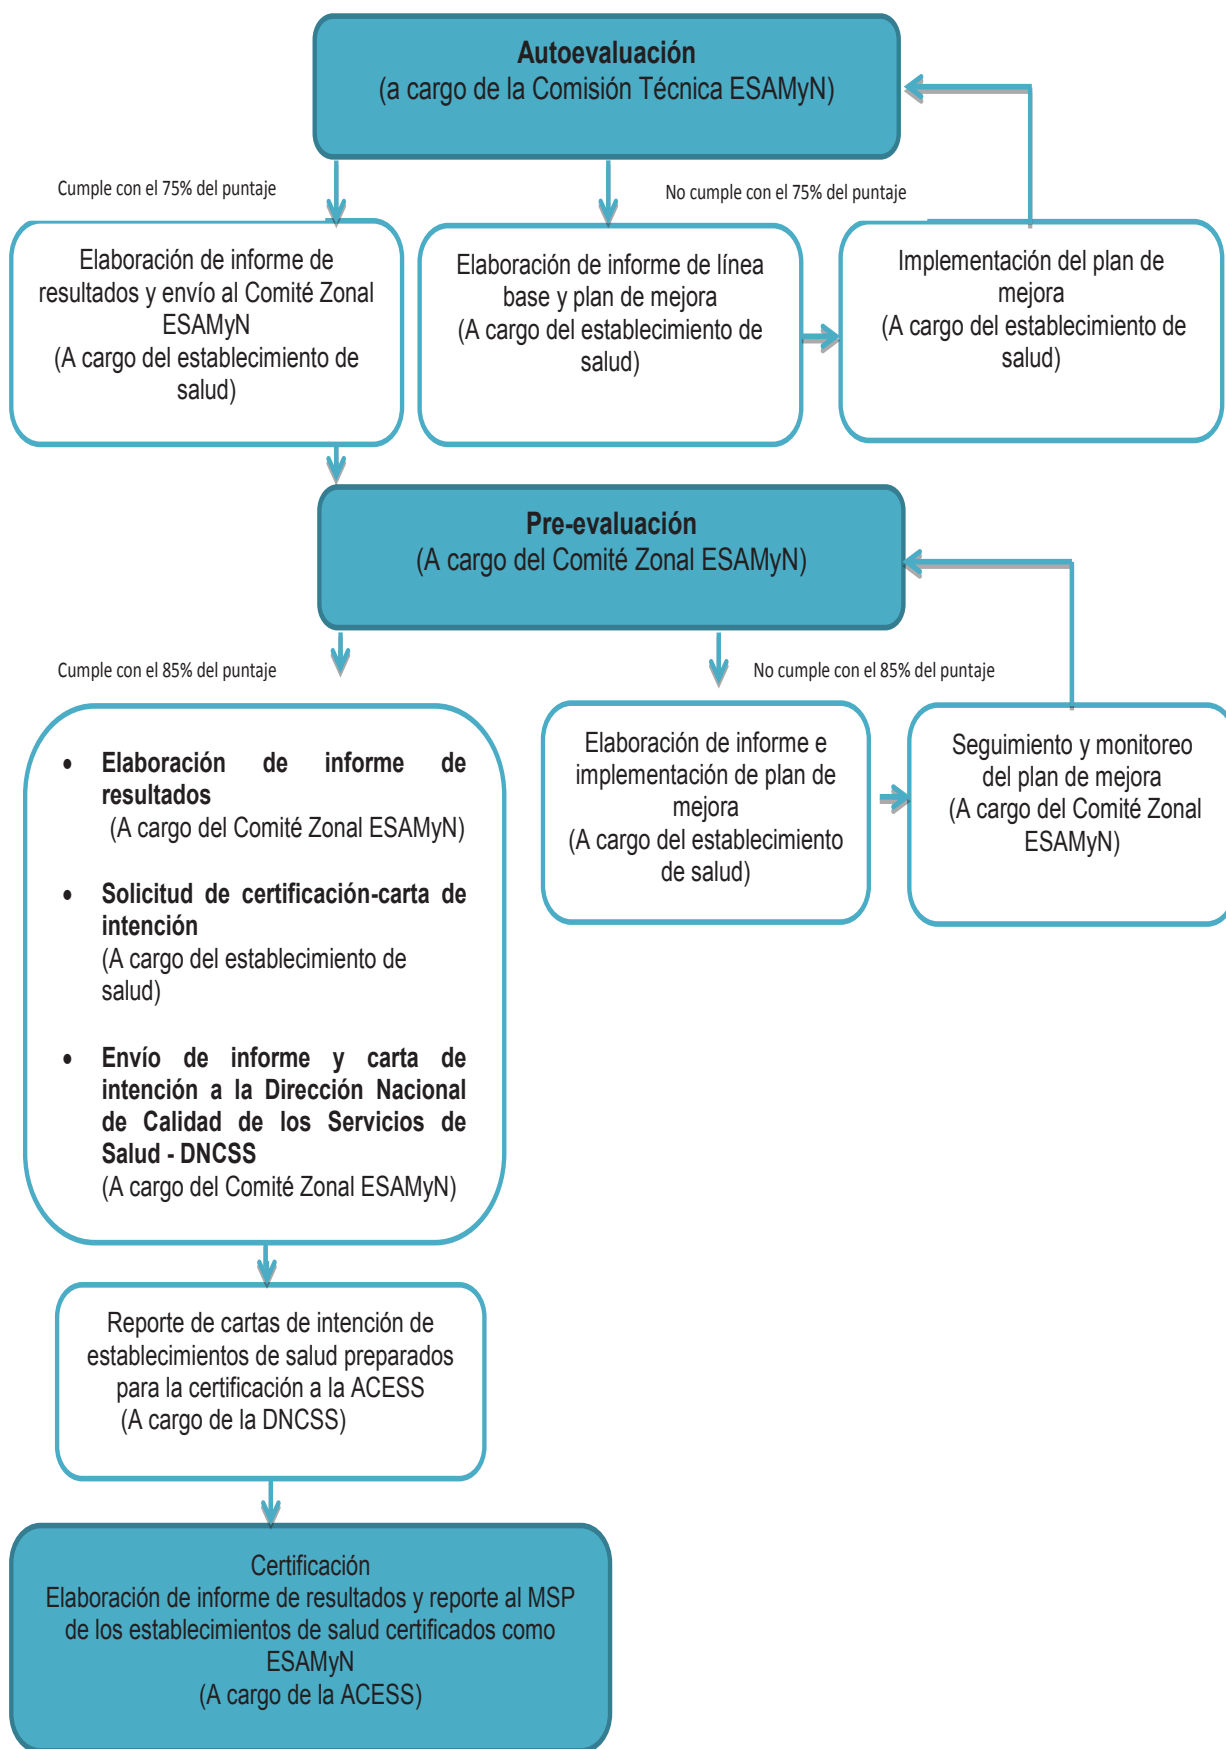 Autoevaluación
(a cargo de la Comisión Técnica ESAMyN)
Cumple con el 75% del puntaje
No cumple con el 75% del puntaje
Elaboración de informe de
resultados y envío al Comité Zonal
ESAMyN
(A cargo del establecimiento de
salud)
Elaboración de informe de línea
base y plan de mejora
(A cargo del establecimiento de
salud)
Implementación del plan de
mejora
(A cargo del establecimiento de
salud)
Pre-evaluación
(A cargo del Comité Zonal ESAMyN)
Cumple con el 85% del puntaje
No cumple con el 85% del puntaje
• Elaboración de informe de
resultados
(A cargo del Comité Zonal ESAMyN)
• Solicitud de certificación-carta de
intención
(A cargo del establecimiento de
salud)
• Envío de informe y carta de
intención a la Dirección Nacional
de Calidad de los Servicios de
Salud - DNCSS
(A cargo del Comité Zonal ESAMyN)
Elaboración de informe e
implementación de plan de
mejora
(A cargo del establecimiento
de salud)
Seguimiento y monitoreo
del plan de mejora
(A cargo del Comité Zonal
ESAMyN)
Reporte de cartas de intención de
establecimientos de salud preparados
para la certificación a la ACESS
(A cargo de la DNCSS)
Certificación
Elaboración de informe de resultados y reporte al MSP
de los establecimientos de salud certificados como
ESAMyN
(A cargo de la ACESS)